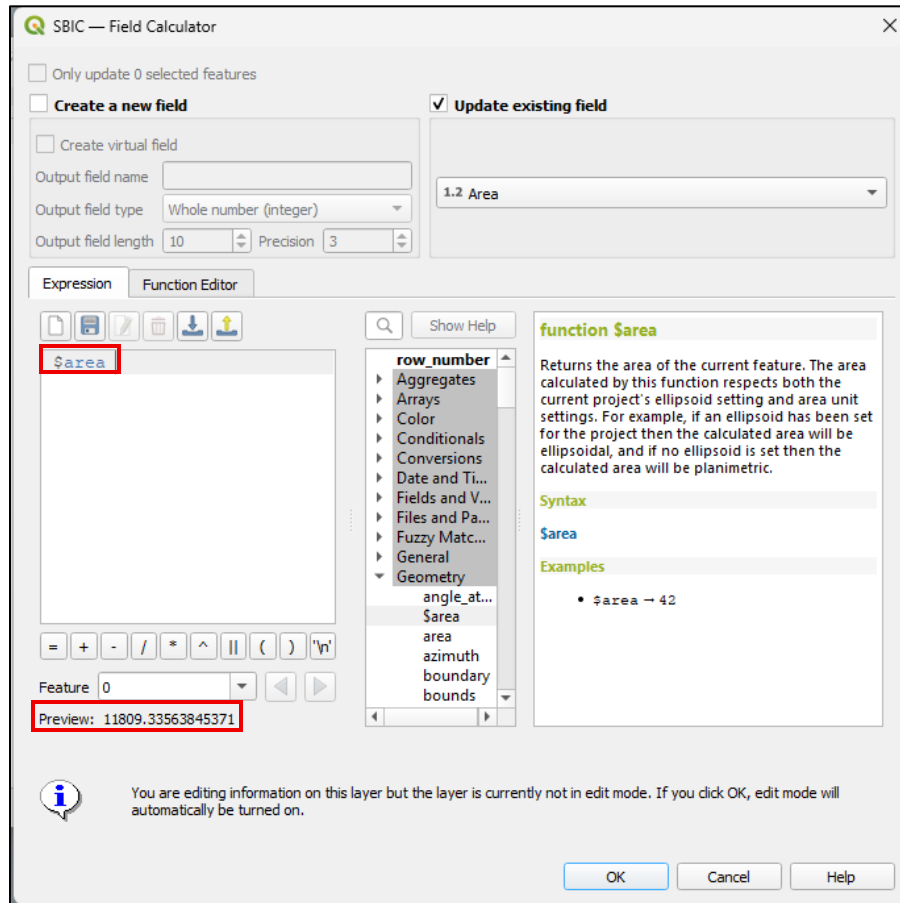 SBIC — Field Calculator
Only update 0 selected features
Create a new field
Update existing field
Create virtual field
Output field name
1.2 Area
Output field type Whole number (integer)
Output field length 10 Precision 3
Expression Function Editor
Show Help
$area
row_number
Aggregates
Arrays
Color
Conditionals
Conversions
Date and Ti...
Fields and V...
Files and Pa...
Fuzzy Matc...
General
Geometry
angle_at...
$area
area
azimuth
boundary
bounds
function $area
Returns the area of the current feature. The area
calculated by this function respects both the
current project's ellipsoid setting and area unit
settings. For example, if an ellipsoid has been set
for the project then the calculated area will be
ellipsoidal, and if no ellipsoid is set then the
calculated area will be planimetric.
Syntax
$area
Examples
• $area → 42
= + - / * ^ || ( ) '\n'
Feature 0
Preview: 11809.33563845371
You are editing information on this layer but the layer is currently not in edit mode. If you click OK, edit mode will
automatically be turned on.
OK Cancel Help